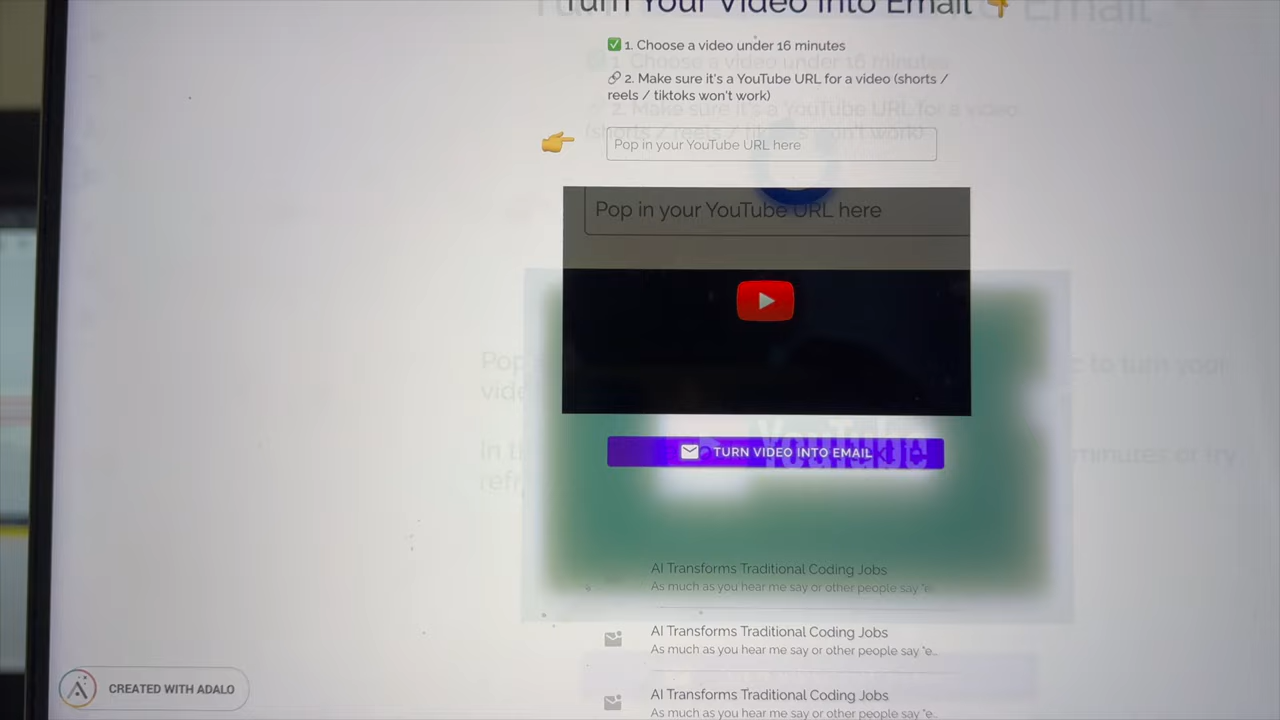 Turn Your Video Into Email 👇
✅ 1. Choose a video under 16 minutes
🔗 2. Make sure it's a YouTube URL for a video (shorts /
reels / tiktoks won't work)
👉 Pop in your YouTube URL here
Pop in your YouTube URL here
YouTube
TURN VIDEO INTO EMAIL
AI Transforms Traditional Coding Jobs
As much as you hear me say or other people say "e...
AI Transforms Traditional Coding Jobs
As much as you hear me say or other people say "e...
AI Transforms Traditional Coding Jobs
As much as you hear me say or other people say "e...
CREATED WITH ADALO